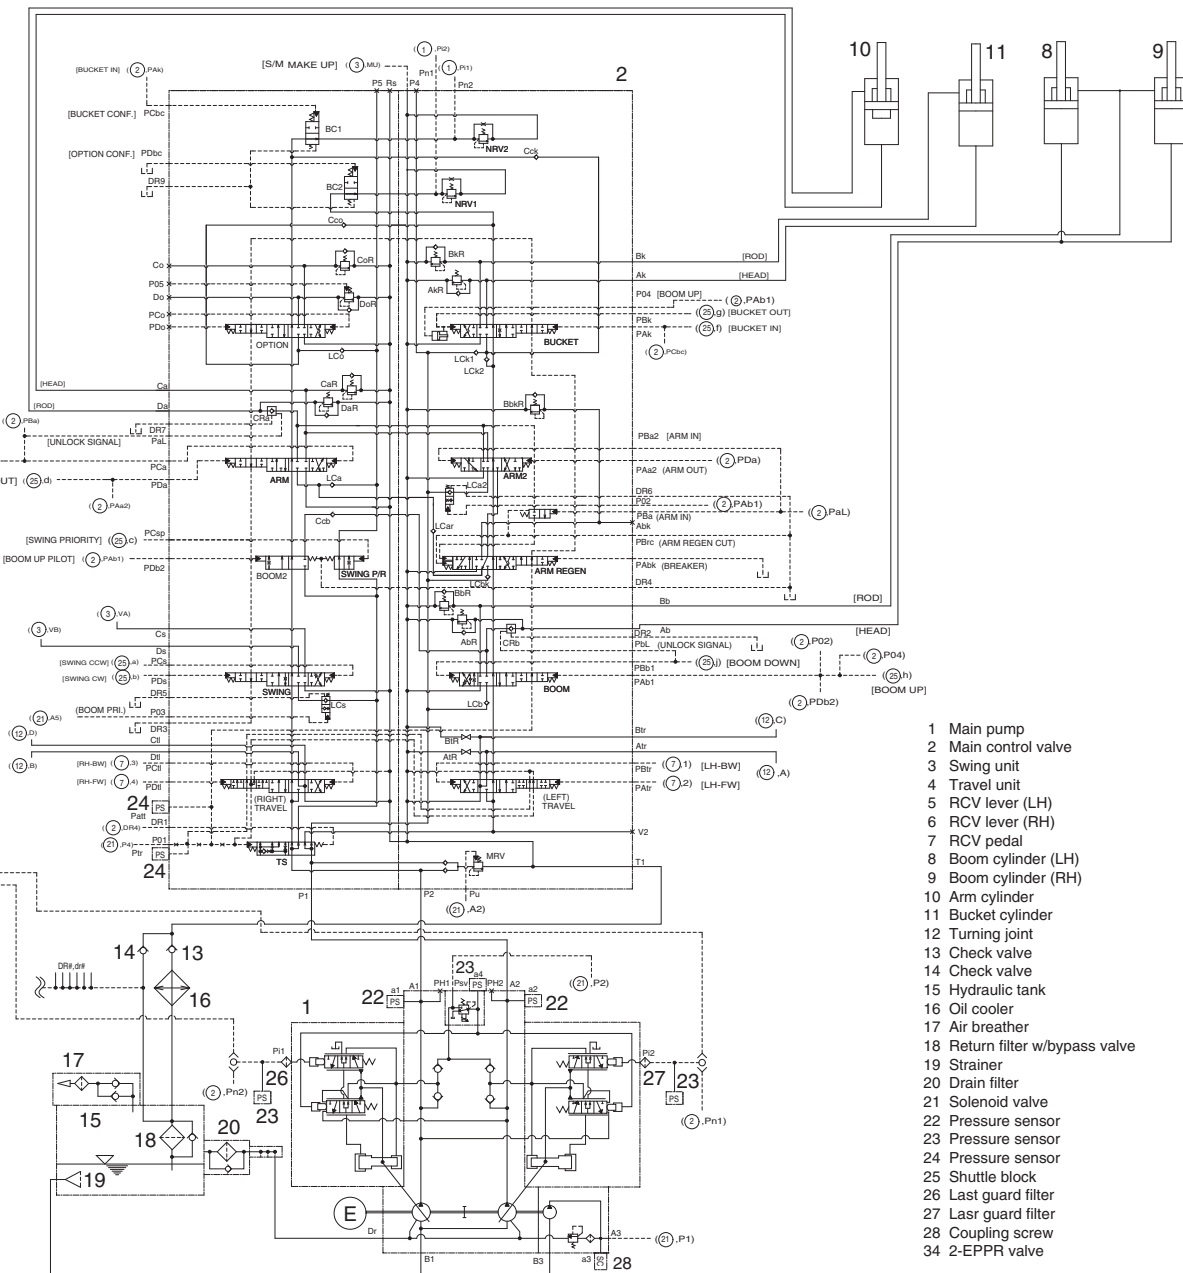 10
11
8
9
[BUCKET IN] (2 ,PAk)
[S/M MAKE UP] (3 ,MU)
(1 ,Pi2)
(1 ,Pi1)
2
P5 Rs P4 Pn1 Pn2
[BUCKET CONF.] PCbc
BC1
NRV2
[OPTION CONF.] PDbc
Cck
DR9
BC2
NRV1
Cco
BkR
Bk [ROD]
Co
CoR
Ak [HEAD]
P05
AkR
P04 [BOOM UP] (2 ,PAb1)
Do
DoR
PCo
PBk ((25),g) [BUCKET OUT]
PDo
PAk ((25),f) [BUCKET IN]
OPTION
BUCKET
LCo
LCk1
(2 ,PCbc)
LCk2
[HEAD] Ca
CaR
[ROD] Da
DaR
BbkR
CRa
(2 ,PBa)
DR7
[UNLOCK SIGNAL] PaL
PBa2 [ARM IN]
PCa
(2 ,PDa)
UT] ((25),d)
PDa
ARM
LCa
ARM2
PAa2 (ARM OUT)
LCa2
DR6
(2 ,PAa2)
P02 (2 ,PAb1)
Ccb
LCar
PBa (ARM IN) (2 ,PaL)
Abk
PCsp
[SWING PRIORITY] ((25),c)
PBrc (ARM REGEN CUT)
[BOOM UP PILOT] (2 ,PAb1)
PDb2
BOOM2
SWING P/R
ARM REGEN
PAbk (BREAKER)
LCbk
DR4
BbR
Bb [ROD]
(3 ,VA)
AbR
(3 ,VB)
Cs
CRb
Ab [HEAD]
DR2
(2 ,P02)
Ds
PbL (UNLOCK SIGNAL)
(2 ,P04)
[SWING CCW] ((25),a) PCs
PBb1 ((25),j) [BOOM DOWN]
[SWING CW] ((25),b) PDs
PAb1 ((25),h)
SWING
BOOM
[BOOM UP]
DR5
LCs
LCb
(2 ,PDb2)
(BOOM PRI.) P03
((21),A5)
DR3
((12),D)
Ctl
BtR
Btr ((12),C)
Dtl
AtR
Atr
((12),B)
[RH-BW] (7 ,3) PCtl
PBtr (7 ,1) [LH-BW]
((12),A)
[RH-FW] (7 ,4) PDtl
PAtr (7 ,2) [LH-FW]
(RIGHT) TRAVEL
(LEFT) TRAVEL
24 PS
Patt
(2 ,DR4) DR1
((21),P4) P01
V2
Ptr PS
24
TS
MRV
T1
P1
P2
Pu
((21),A2)
14
13
DR#,dr#
16
23
((21),P2)
a4
PH1 Psv PS PH2 A2
a1 A1
a2
22 PS
PS 22
1
Pi1
Pi2
17
26
27
23
(2 ,Pn2)
PS
23
PS
(2 ,Pn1)
15
18
20
19
E
Dr
A3 ((21),P1)
B1
B3
a3
SC
28
1 Main pump
2 Main control valve
3 Swing unit
4 Travel unit
5 RCV lever (LH)
6 RCV lever (RH)
7 RCV pedal
8 Boom cylinder (LH)
9 Boom cylinder (RH)
10 Arm cylinder
11 Bucket cylinder
12 Turning joint
13 Check valve
14 Check valve
15 Hydraulic tank
16 Oil cooler
17 Air breather
18 Return filter w/bypass valve
19 Strainer
20 Drain filter
21 Solenoid valve
22 Pressure sensor
23 Pressure sensor
24 Pressure sensor
25 Shuttle block
26 Last guard filter
27 Lasr guard filter
28 Coupling screw
34 2-EPPR valve